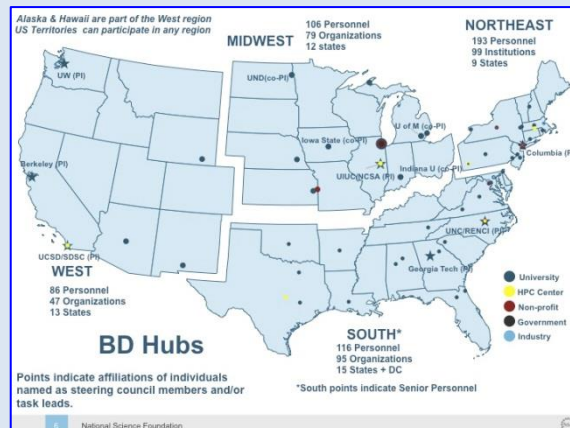 Alaska & Hawaii are part of the West region
US Territories can participate in any region
MIDWEST
106 Personnel
79 Organizations
12 states
NORTHEAST
193 Personnel
99 Institutions
9 States
UW (PI)
UND(co-PI)
U of M (co-PI)
Iowa State (co-PI)
Columbia (P
Berkeley (PI)
UIUC/NCSA (PI)
Indiana U (co-PI)
UNC/RENCI (PI)
UCSD/SDSC (PI)
Georgia Tech (PI)
WEST
86 Personnel
47 Organizations
13 States
University
HPC Center
Non-profit
Government
Industry
BD Hubs
SOUTH*
116 Personnel
95 Organizations
15 States + DC
Points indicate affiliations of individuals
named as steering council members and/or
task leads.
*South points indicate Senior Personnel
National Science Foundation